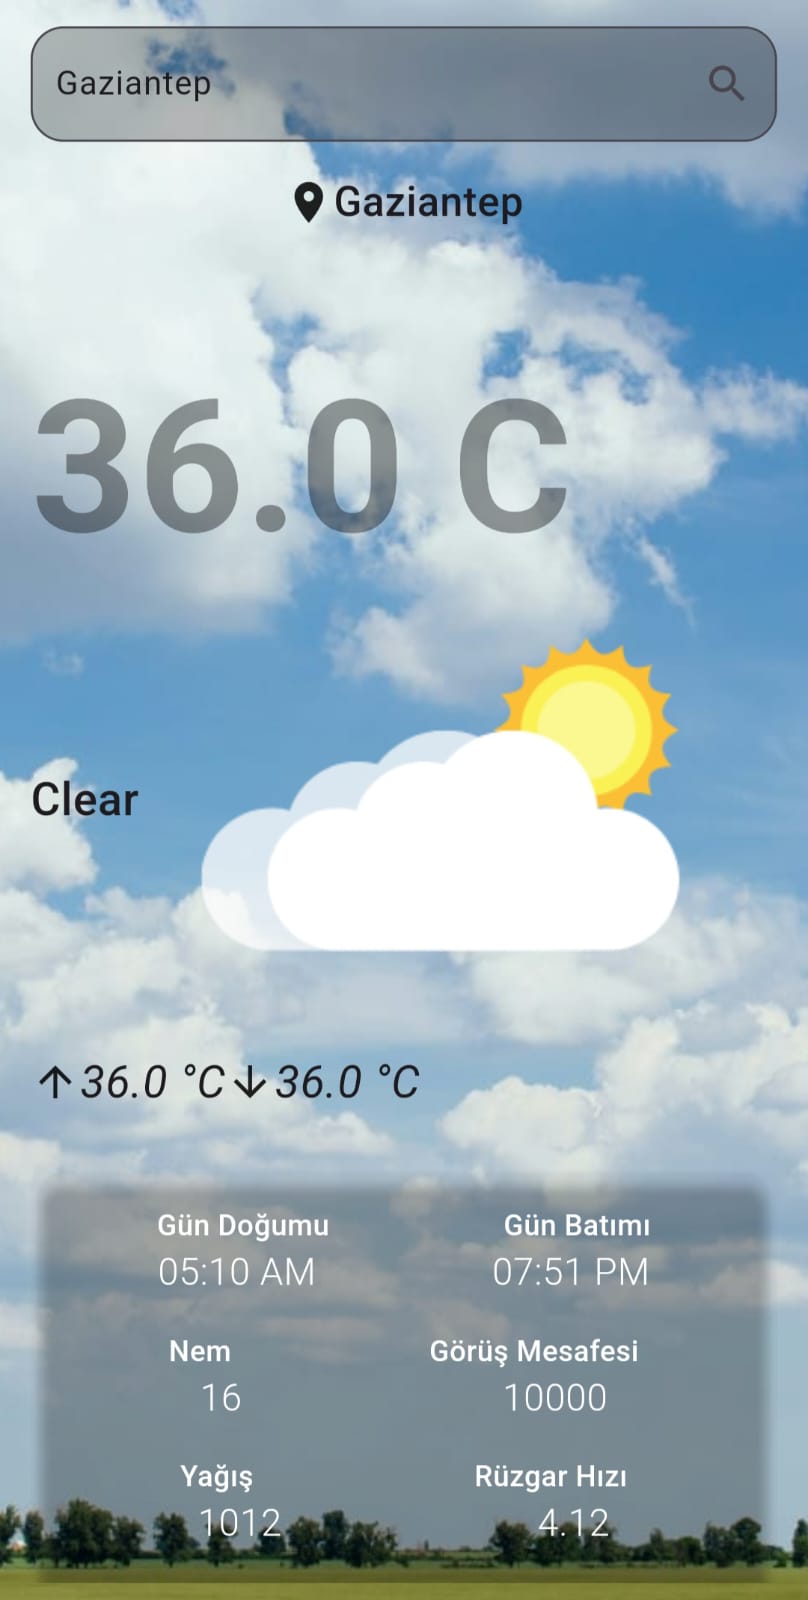 Gaziantep
Gaziantep
36.0 C
Clear
↑36.0 °C↓36.0 °C
Gün Doğumu Gün Batımı
05:10 AM 07:51 PM
Nem Görüş Mesafesi
16 10000
Yağış Rüzgar Hızı
1012 4.12